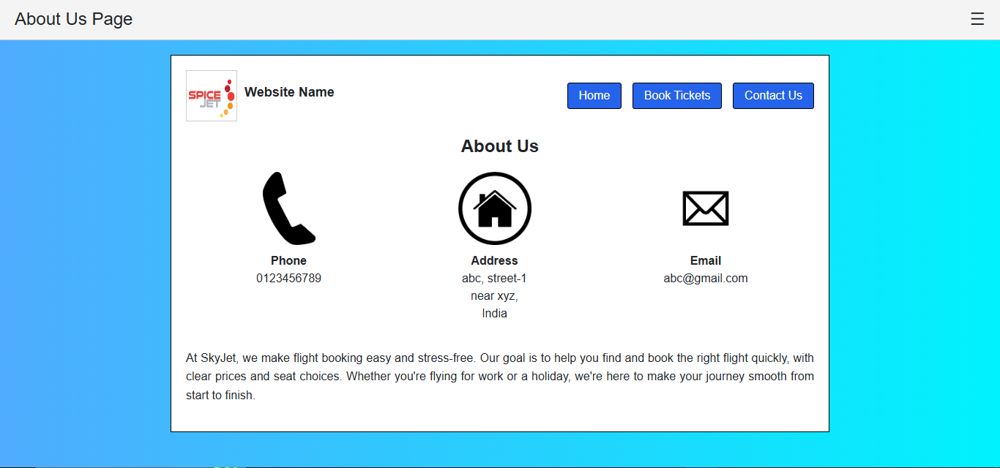 About Us Page
SPICE
JET
Website Name
Home
Book Tickets
Contact Us
About Us
Phone
0123456789
Address
abc, street-1
near xyz,
India
Email
abc@gmail.com
At SkyJet, we make flight booking easy and stress-free. Our goal is to help you find and book the right flight quickly, with
clear prices and seat choices. Whether you're flying for work or a holiday, we're here to make your journey smooth from
start to finish.